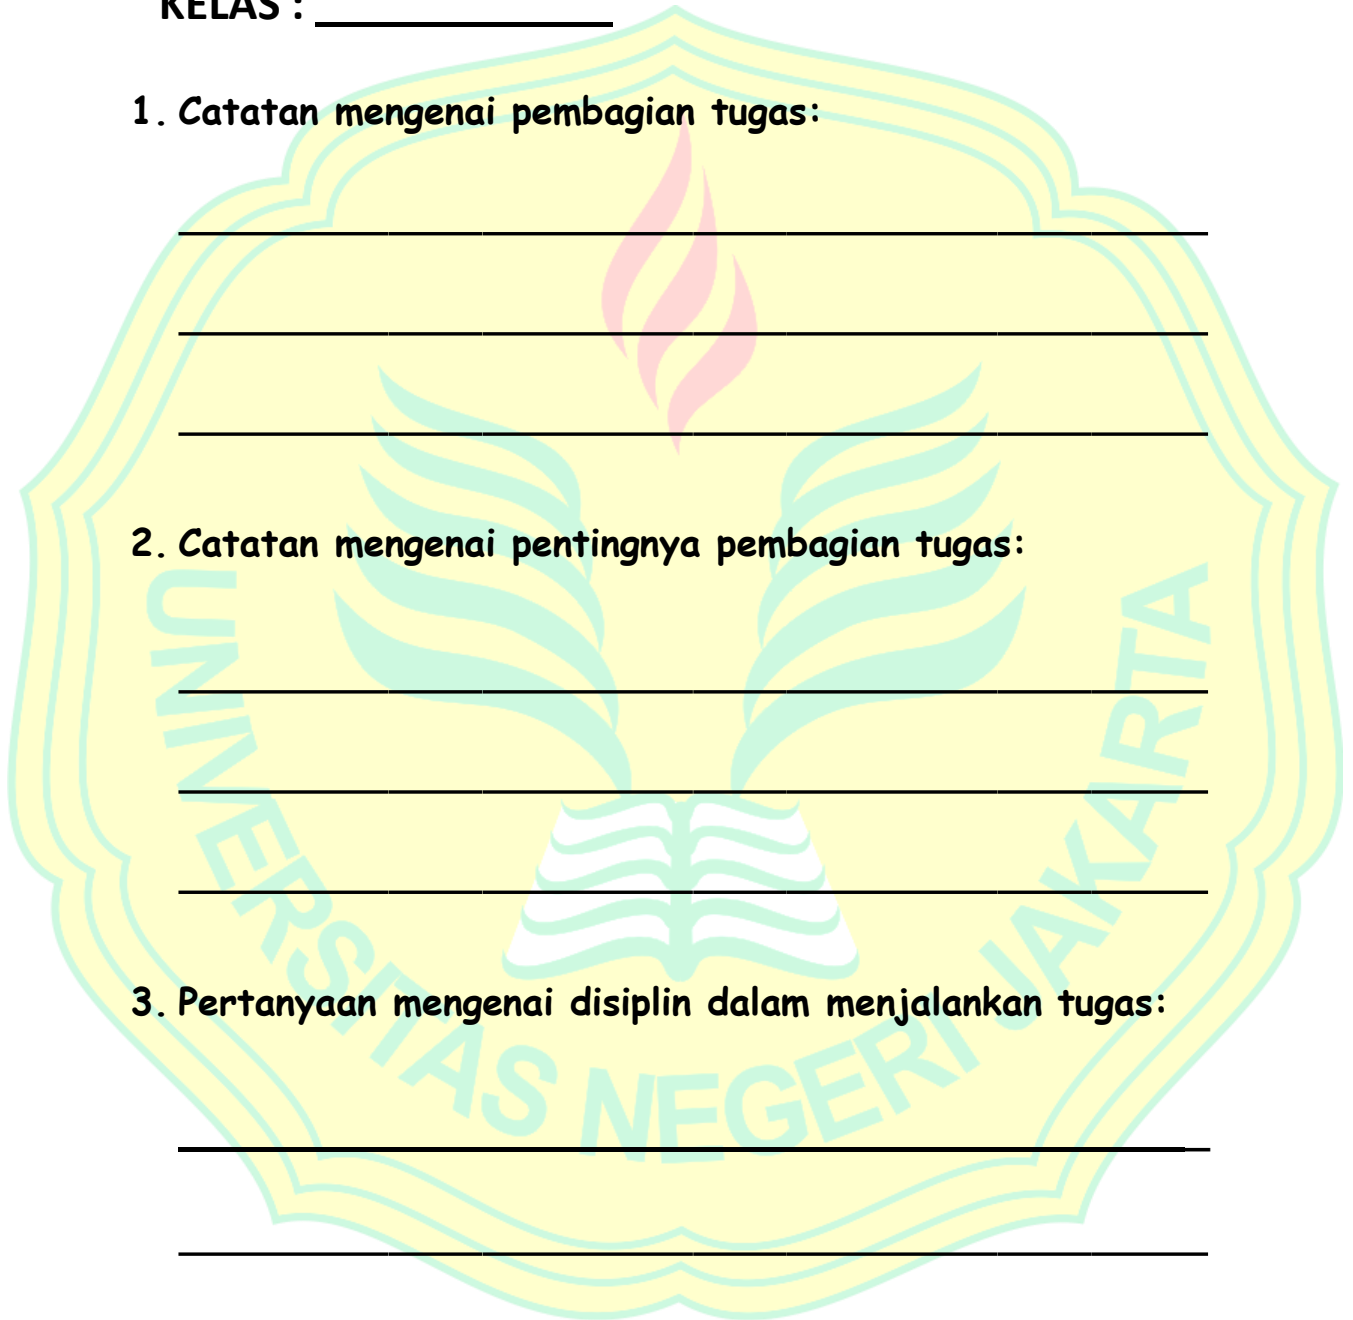 KELAS : ______________
1. Catatan mengenai pembagian tugas:
2. Catatan mengenai pentingnya pembagian tugas:
3. Pertanyaan mengenai disiplin dalam menjalankan tugas:
UNIVERSITAS NEGERI JAKARTA